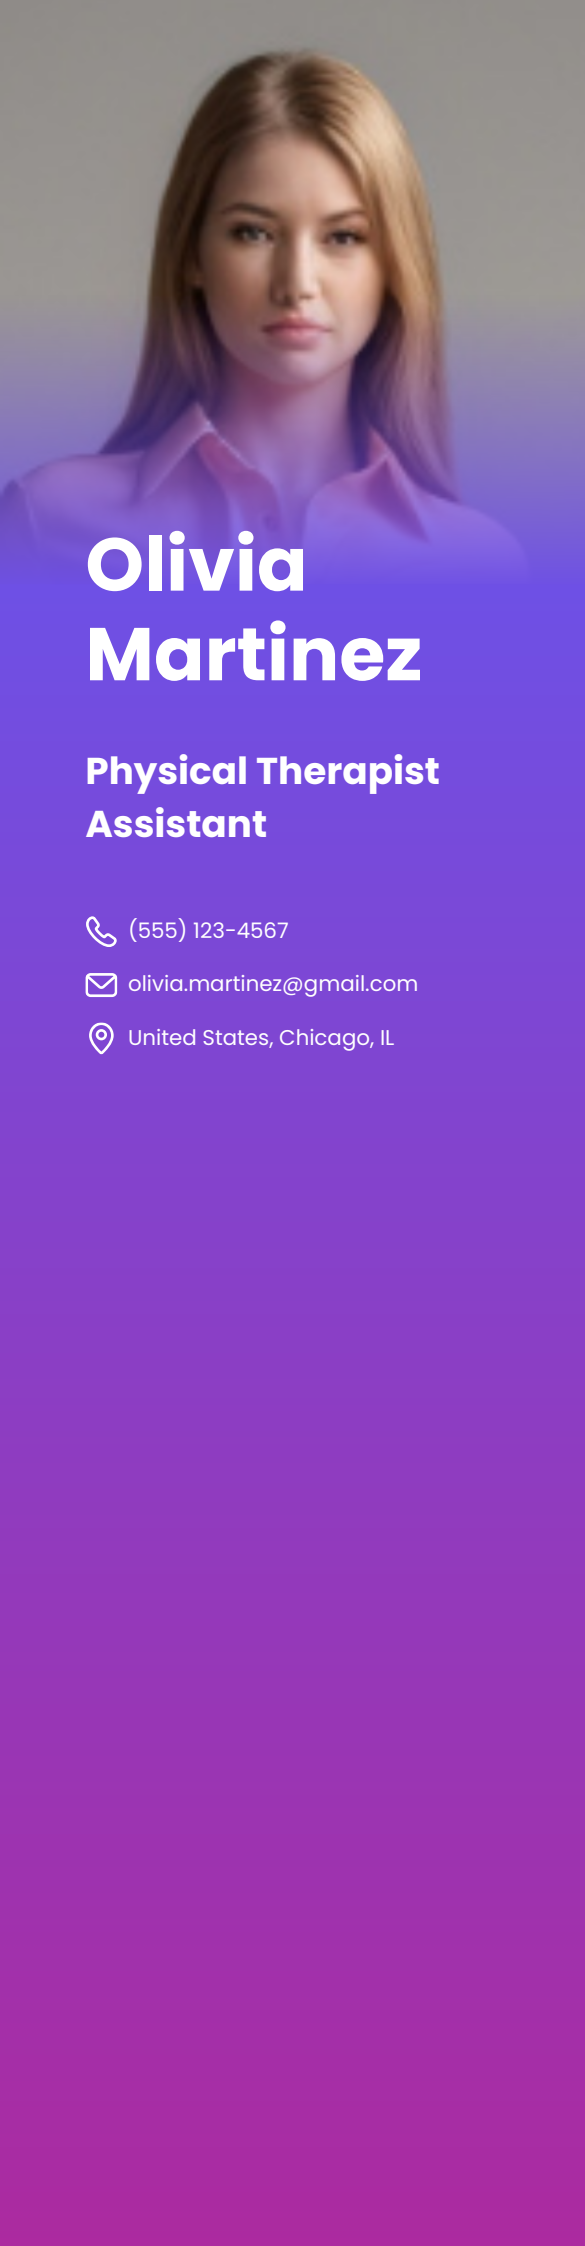 Olivia
Martinez
Physical Therapist
Assistant
(555) 123-4567
olivia.martinez@gmail.com
United States, Chicago, IL